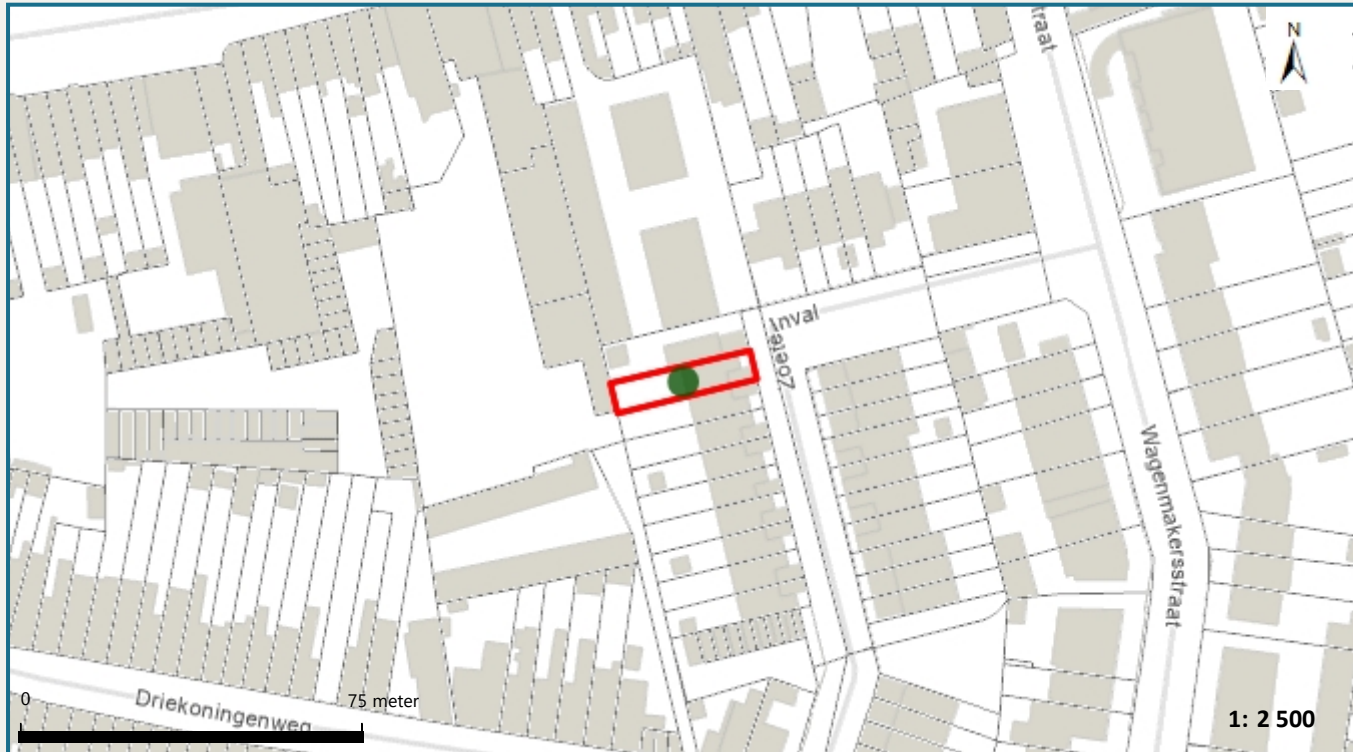 traat
N
Zoete Inval
Wagenmakersstraat
0
75 meter
Driekoningenweg
1: 2 500